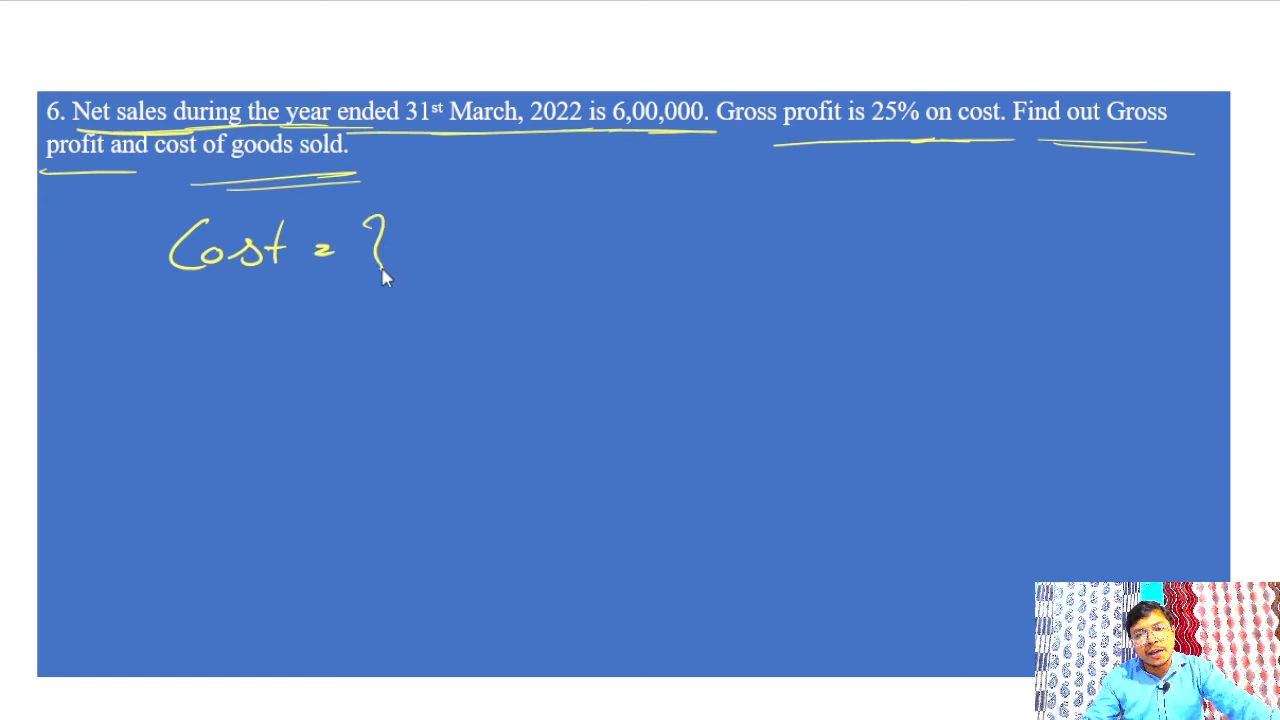 6. Net sales during the year ended 31st March, 2022 is 6,00,000. Gross profit is 25% on cost. Find out Gross
profit and cost of goods sold.
Cost = ?